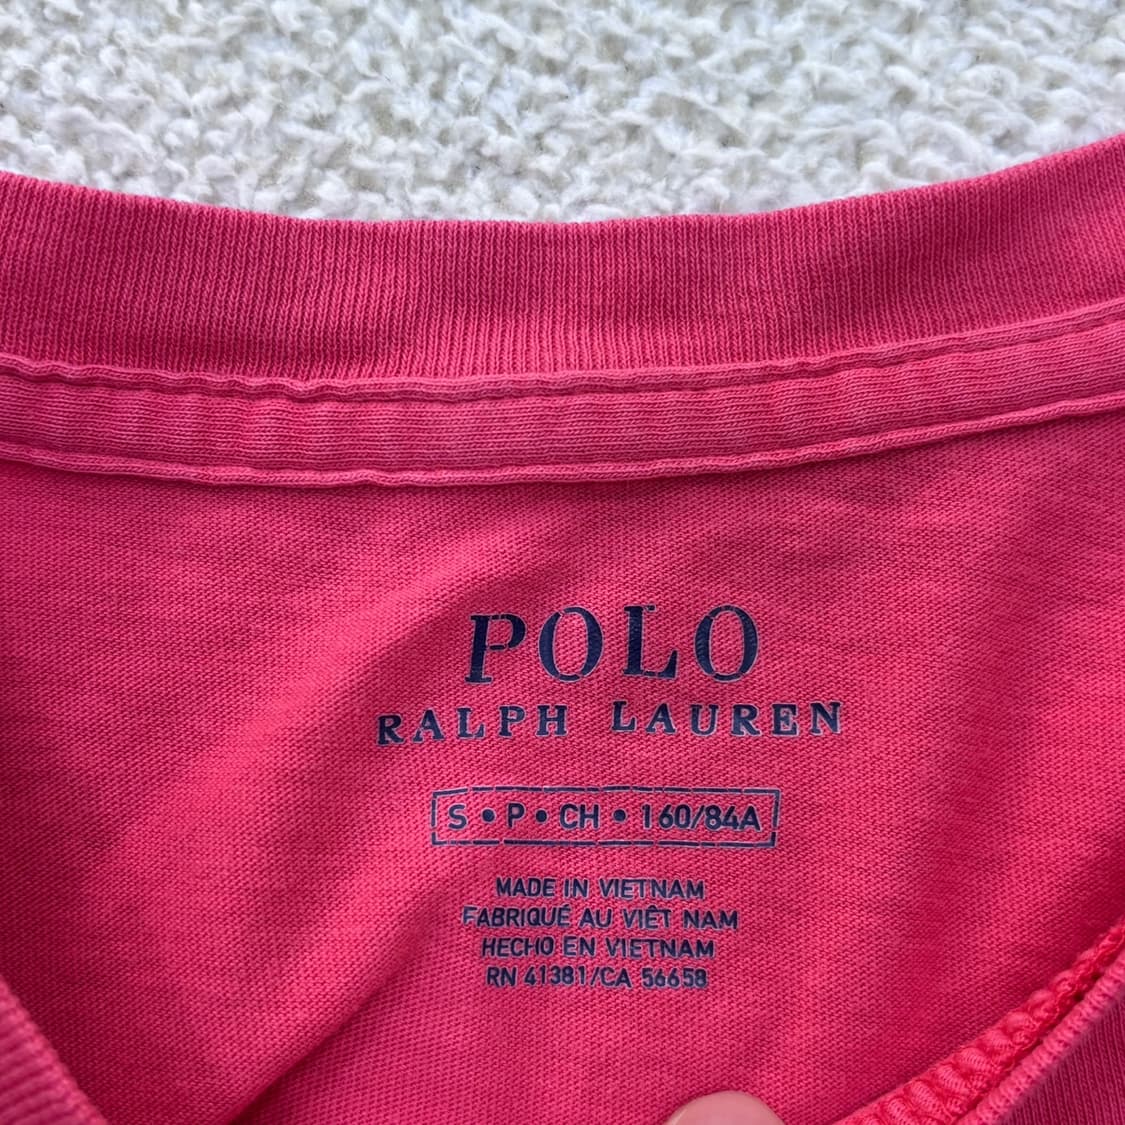 POLO
RALPH LAUREN
S • P • CH • 160/84A
MADE IN VIETNAM
FABRIQUÉ AU VIÊT NAM
HECHO EN VIETNAM
RN 41381/CA 56658